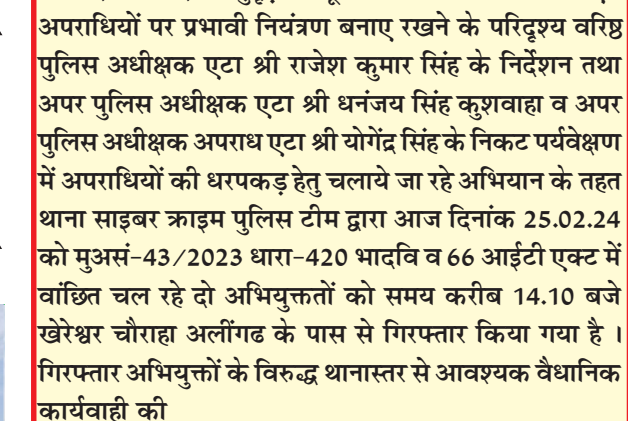 अपराधियों पर प्रभावी नियंत्रण बनाए रखने के परिदृश्य वरिष्ठ
पुलिस अधीक्षक एटा श्री राजेश कुमार सिंह के निर्देशन तथा
अपर पुलिस अधीक्षक एटा श्री धनंजय सिंह कुशवाहा व अपर
पुलिस अधीक्षक अपराध एटा श्री योगेंद्र सिंह के निकट पर्यवेक्षण
में अपराधियों की धरपकड़ हेतु चलाये जा रहे अभियान के तहत
थाना साइबर क्राइम पुलिस टीम द्वारा आज दिनांक 25.02.24
को मुअसं-43/2023 धारा-420 भादवि व 66 आईटी एक्ट में
वांछित चल रहे दो अभियुक्ततों को समय करीब 14.10 बजे
खेरेश्वर चौराहा अलींगढ के पास से गिरफ्तार किया गया है ।
गिरफ्तार अभियुक्तों के विरुद्ध थानास्तर से आवश्यक वैधानिक
कार्यवाही की